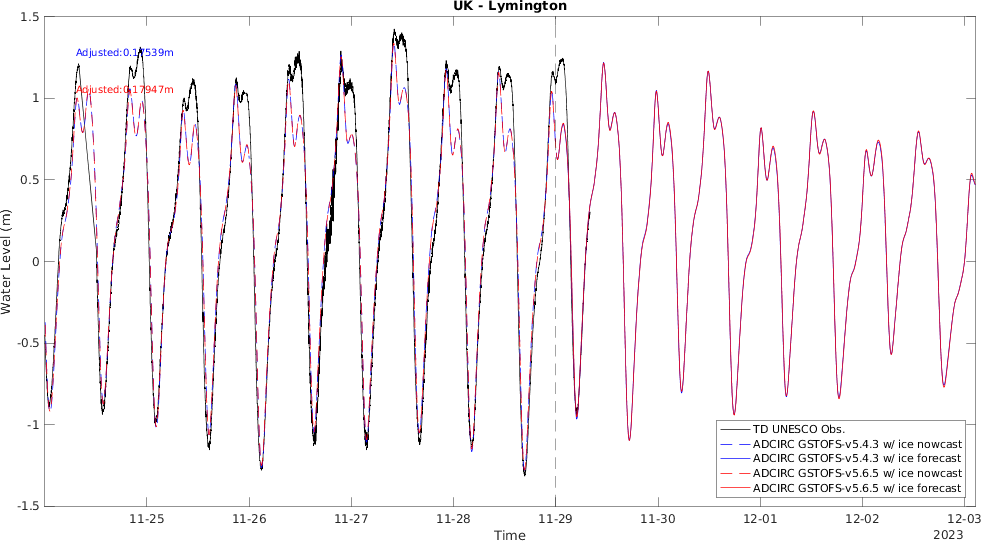 UK - Lymington
1.5
1
0.5
0
-0.5
-1
-1.5
Water Level (m)
Adjusted:0.17539m
Adjusted:0.17947m
TD UNESCO Obs.
ADCIRC GSTOFS-v5.4.3 w/ ice nowcast
ADCIRC GSTOFS-v5.4.3 w/ ice forecast
ADCIRC GSTOFS-v5.6.5 w/ ice nowcast
ADCIRC GSTOFS-v5.6.5 w/ ice forecast
11-25 11-26 11-27 11-28 11-29 11-30 12-01 12-02 12-03
Time
2023